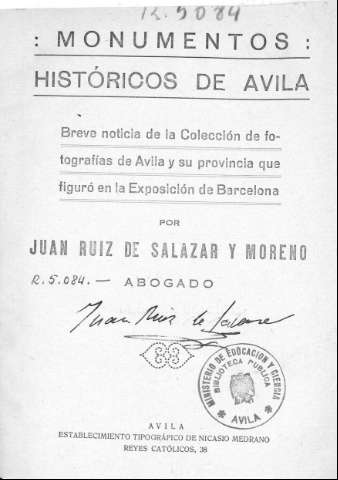 R.5084
: MONUMENTOS :
HISTÓRICOS DE AVILA
Breve noticia de la Colección de fo-
tografías de Avila y su provincia que
figuró en la Exposición de Barcelona
POR
JUAN RUIZ DE SALAZAR Y MORENO
R.5.084. — ABOGADO
Juan Ruiz de Salazar
MINISTERIO DE EDUCACION Y CIENCIA
BIBLIOTECA PUBLICA
* AVILA *
AVILA
ESTABLECIMIENTO TIPOGRÁFICO DE NICASIO MEDRANO
REYES CATÓLICOS, 38